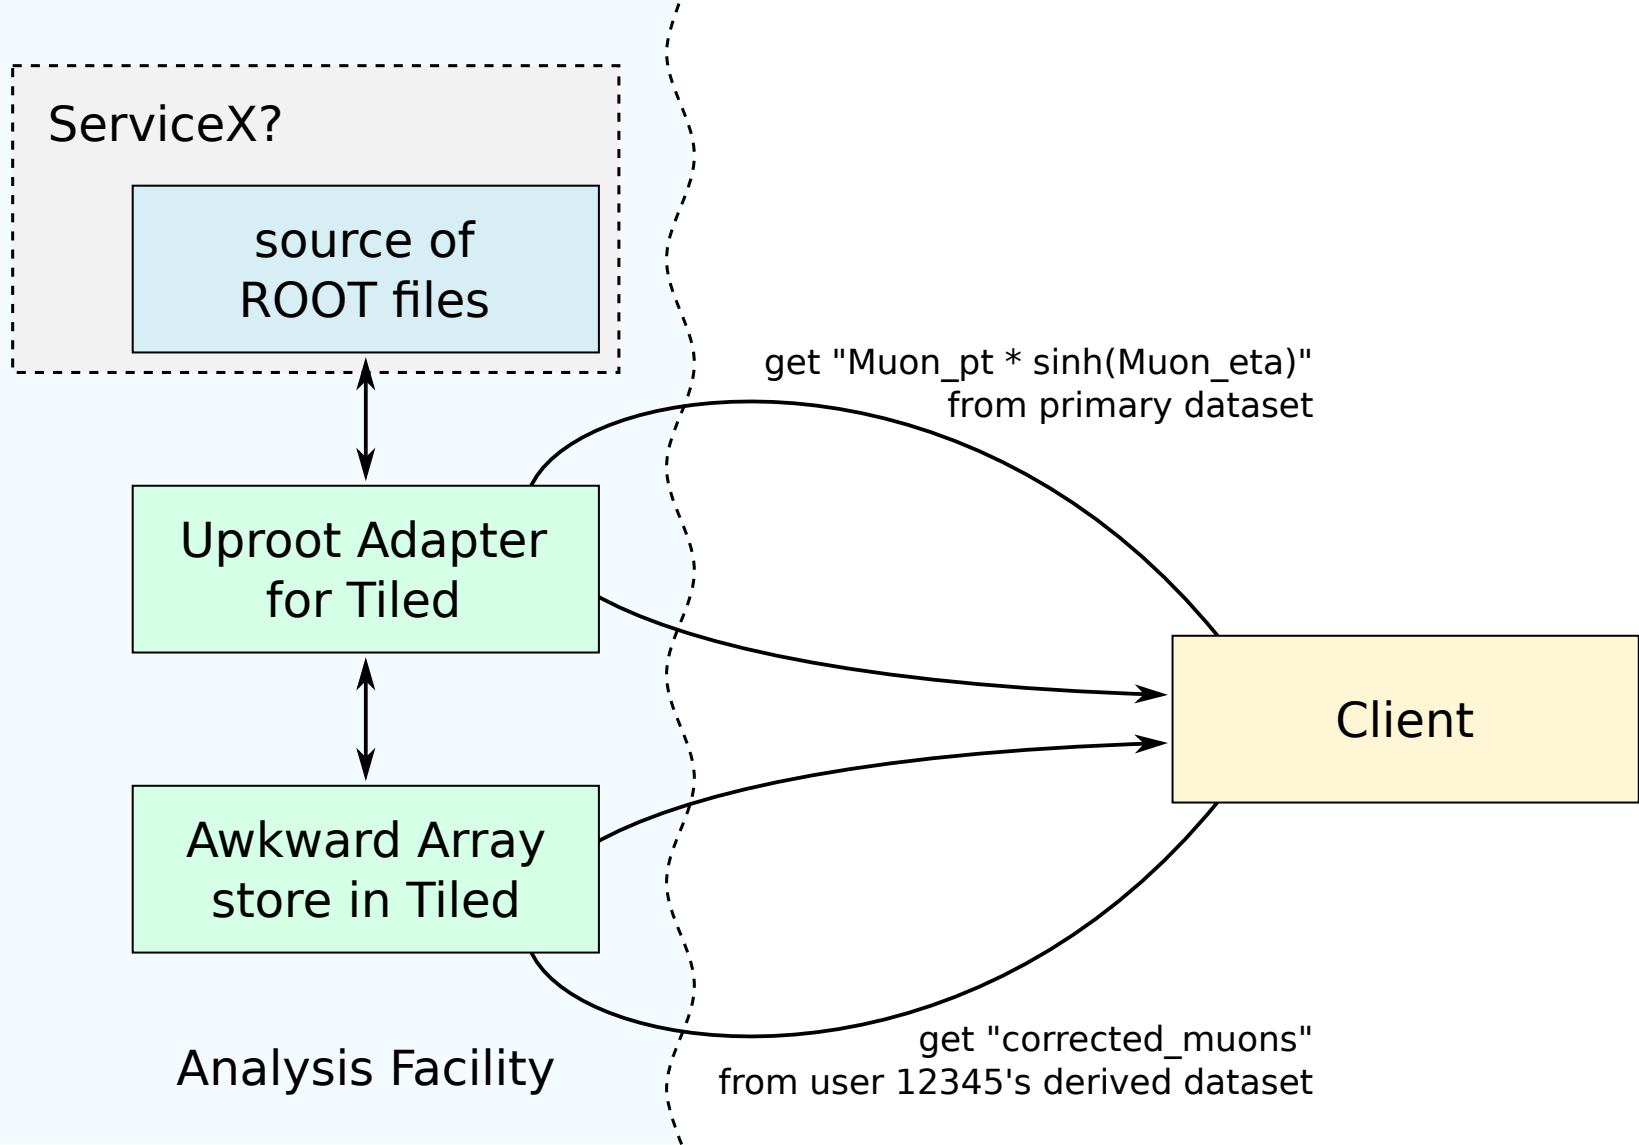 ServiceX?
source of
ROOT files
get "Muon_pt * sinh(Muon_eta)"
from primary dataset
Uproot Adapter
for Tiled
Client
Awkward Array
store in Tiled
get "corrected_muons"
from user 12345's derived dataset
Analysis Facility